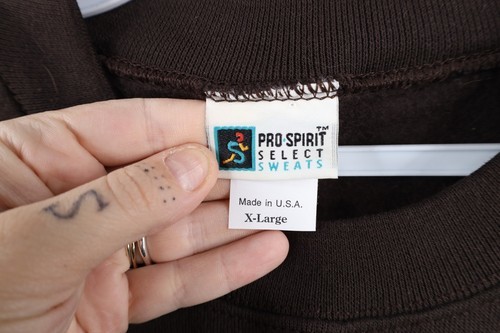 PRO SPIRIT™
SELECT
SWEATS
Made in U.S.A.
X-Large